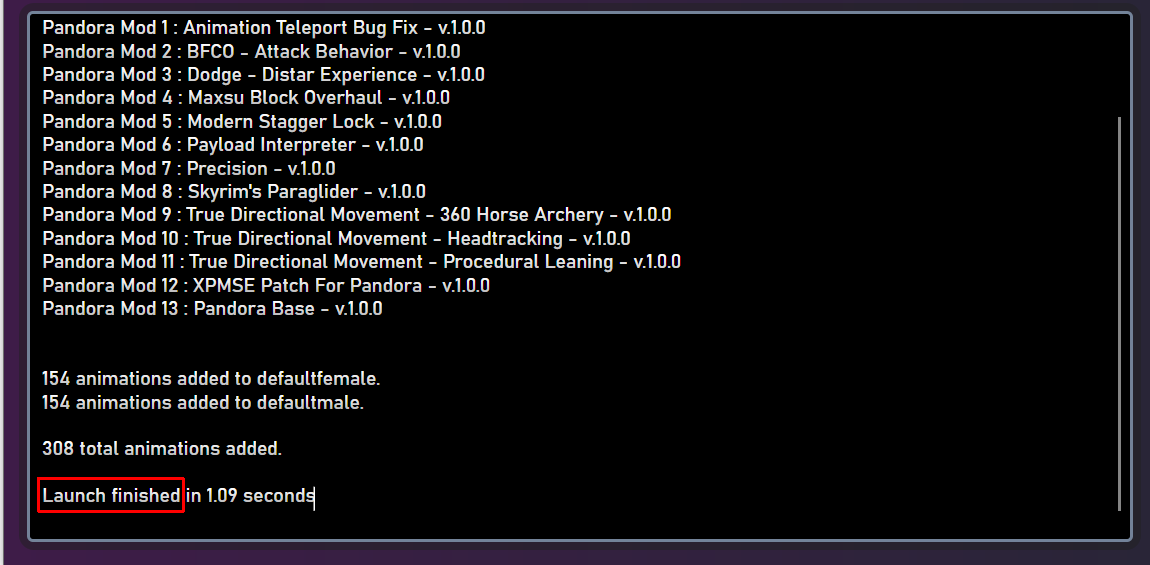 Pandora Mod 1 : Animation Teleport Bug Fix - v.1.0.0
Pandora Mod 2 : BFCO - Attack Behavior - v.1.0.0
Pandora Mod 3 : Dodge - Distar Experience - v.1.0.0
Pandora Mod 4 : Maxsu Block Overhaul - v.1.0.0
Pandora Mod 5 : Modern Stagger Lock - v.1.0.0
Pandora Mod 6 : Payload Interpreter - v.1.0.0
Pandora Mod 7 : Precision - v.1.0.0
Pandora Mod 8 : Skyrim's Paraglider - v.1.0.0
Pandora Mod 9 : True Directional Movement - 360 Horse Archery - v.1.0.0
Pandora Mod 10 : True Directional Movement - Headtracking - v.1.0.0
Pandora Mod 11 : True Directional Movement - Procedural Leaning - v.1.0.0
Pandora Mod 12 : XPMSE Patch For Pandora - v.1.0.0
Pandora Mod 13 : Pandora Base - v.1.0.0
154 animations added to defaultfemale.
154 animations added to defaultmale.
308 total animations added.
Launch finished in 1.09 seconds